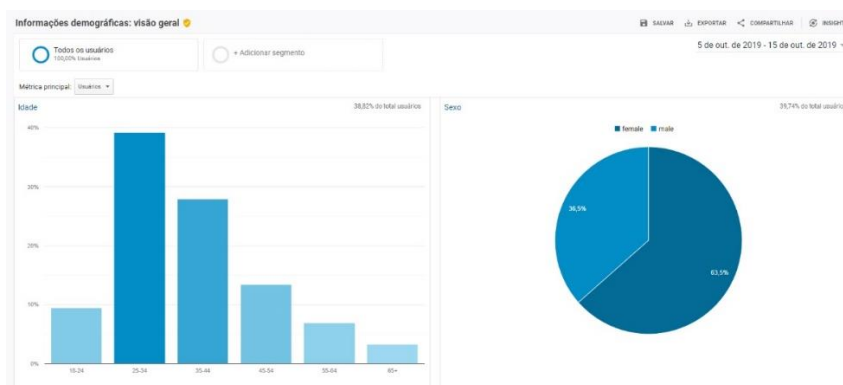 Informações demográficas: visão geral
SALVAR EXPORTAR COMPARTILHAR INSIGHT
5 de out. de 2019 - 15 de out. de 2019
Todos os usuários
100,00% Usuários
+ Adicionar segmento
Métrica principal: Usuários
Idade
38,82% do total usuários
40%
30%
20%
10%
0%
18-24 25-34 35-44 45-54 55-64 65+
Sexo
39,74% do total usuário
female male
36,5%
63,5%